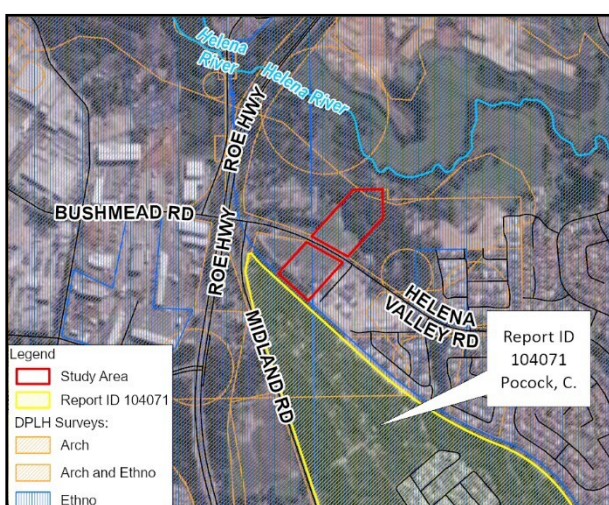 Helena
River
Helena River
ROE HWY
BUSHMEAD RD
ROE HWY
HELENA
VALLEY RD
MIDLAND RD
Report ID
104071
Pocock, C.
Legend
Study Area
Report ID 104071
DPLH Surveys:
Arch
Arch and Ethno
Ethno